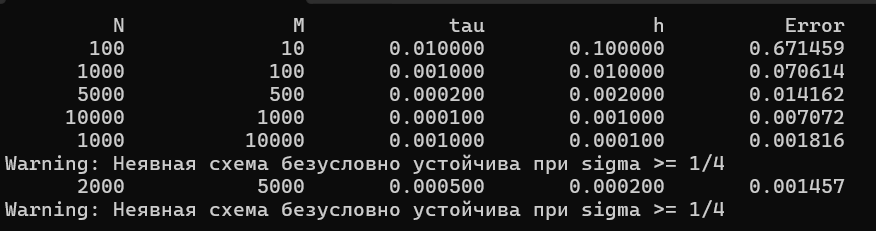 N M tau h Error
100 10 0.010000 0.100000 0.671459
1000 100 0.001000 0.010000 0.070614
5000 500 0.000200 0.002000 0.014162
10000 1000 0.000100 0.001000 0.007072
1000 10000 0.001000 0.000100 0.001816
Warning: Неявная схема безусловно устойчива при sigma >= 1/4
2000 5000 0.000500 0.000200 0.001457
Warning: Неявная схема безусловно устойчива при sigma >= 1/4